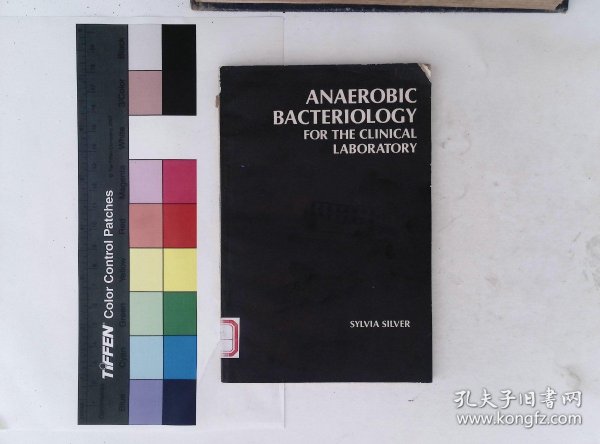 ANAEROBIC
BACTERIOLOGY
FOR THE CLINICAL
LABORATORY
SYLVIA SILVER
TIFFEN Color Control Patches
Blue
Cyan
Green
Yellow
Red
Magenta
White
3/Color
Black
孔夫子旧书网
www.kongfz.com